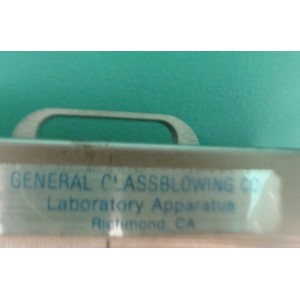 GENERAL GLASSBLOWING CO.
Laboratory Apparatus
Richmond, CA